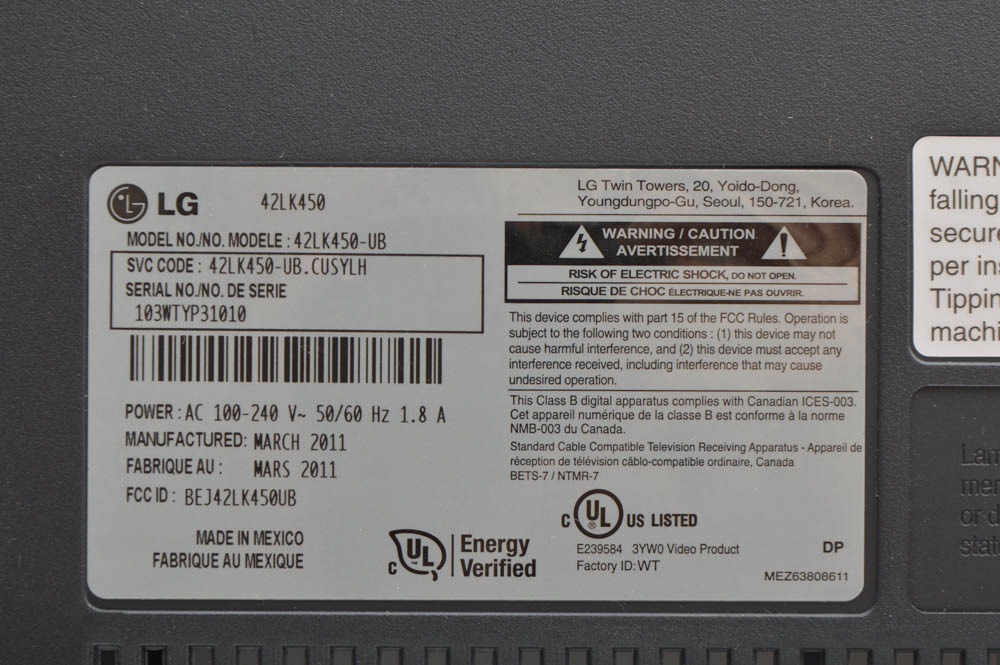 LG 42LK450
MODEL NO./NO. MODELE : 42LK450-UB
SVC CODE : 42LK450-UB.CUSYLH
SERIAL NO./NO. DE SERIE
103WTYP31010
POWER : AC 100-240 V~ 50/60 Hz 1.8 A
MANUFACTURED: MARCH 2011
FABRIQUE AU : MARS 2011
FCC ID : BEJ42LK450UB
MADE IN MEXICO
FABRIQUE AU MEXIQUE
C UL ™ Energy
Verified
LG Twin Towers, 20, Yoido-Dong,
Youngdungpo-Gu, Seoul, 150-721, Korea.
WARNING / CAUTION
AVERTISSEMENT
RISK OF ELECTRIC SHOCK, DO NOT OPEN.
RISQUE DE CHOC ÉLECTRIQUE-NE PAS OUVRIR.
This device complies with part 15 of the FCC Rules. Operation is
subject to the following two conditions : (1) this device may not
cause harmful interference, and (2) this device must accept any
interference received, including interference that may cause
undesired operation.
This Class B digital apparatus complies with Canadian ICES-003.
Cet appareil numérique de la classe B est conforme à la norme
NMB-003 du Canada.
Standard Cable Compatible Television Receiving Apparatus - Appareil de
réception de télévision câblo-compatible ordinaire, Canada
BETS-7 / NTMR-7
C UL ® US LISTED
E239584 3YW0 Video Product
Factory ID: WT
DP
MEZ63808611
WARN
falling
secure
per ins
Tippin
machi
Lam
mer
or d
stat